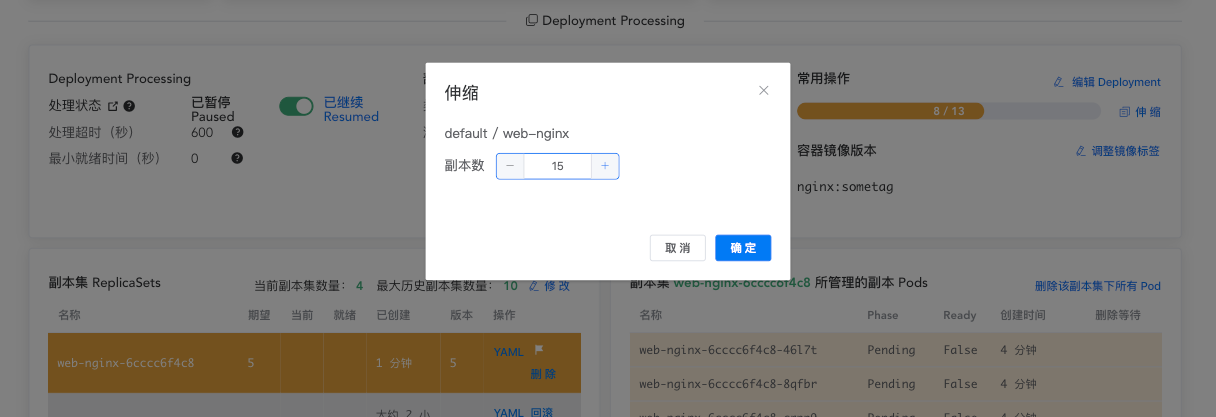 Deployment Processing
Deployment Processing
处理状态
已暂停
Paused
已继续
Resumed
处理超时（秒）
600
最小就绪时间（秒）
0
伸缩
default / web-nginx
副本数
15
取 消
确 定
常用操作
编辑 Deployment
8 / 13
伸 缩
容器镜像版本
调整镜像标签
nginx:sometag
副本集 ReplicaSets
当前副本集数量： 4 最大历史副本集数量： 10 修 改
名称 期望 当前 就绪 已创建 版本 操作
web-nginx-6cccc6f4c8 5 1 分钟 5 YAML
删 除
大约 2 小 YAML 回滚
副本集 web-nginx-6cccc6f4c8 所管理的副本 Pods
删除该副本集下所有 Pod
名称 Phase Ready 创建时间 删除等待
web-nginx-6cccc6f4c8-46l7t Pending False 4 分钟
web-nginx-6cccc6f4c8-8qfbr Pending False 4 分钟